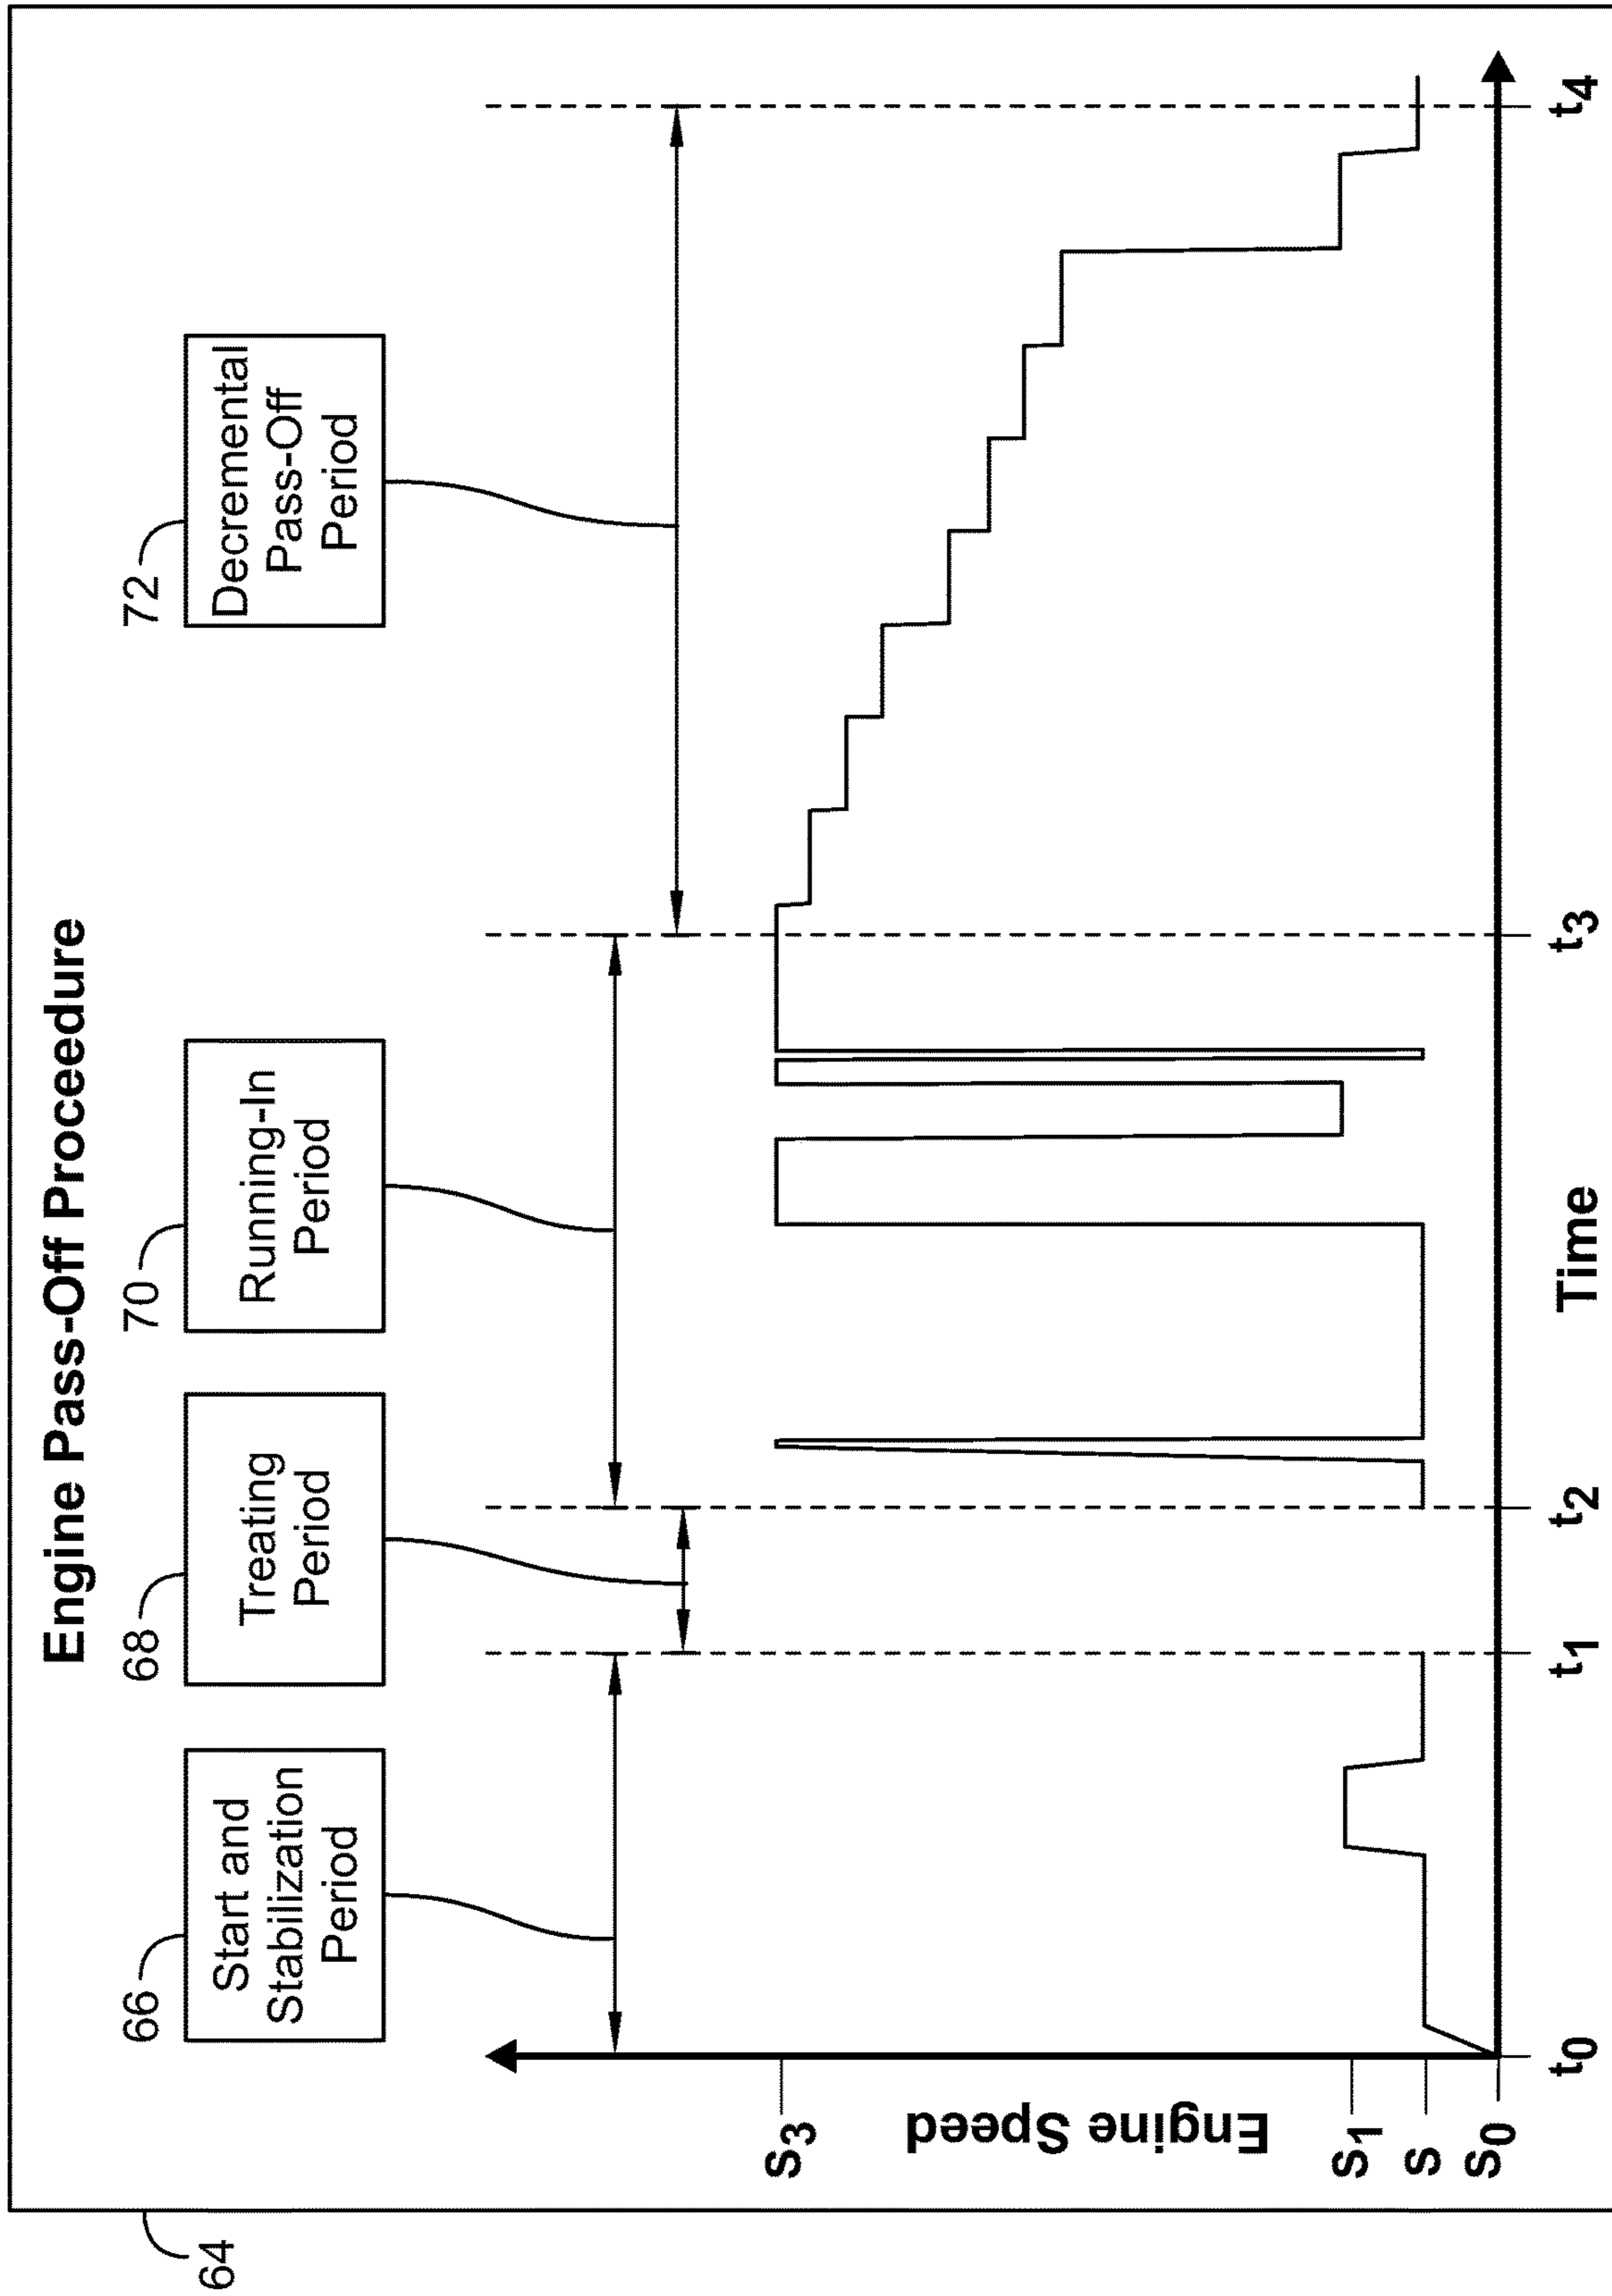 64
Engine Pass-Off Procedure
66
Start and
Stabilization
Period
68
Treating
Period
70
Running-In
Period
72
Decremental
Pass-Off
Period
Engine Speed
S3
S1
S
S0
t0
t1
t2
t3
t4
Time